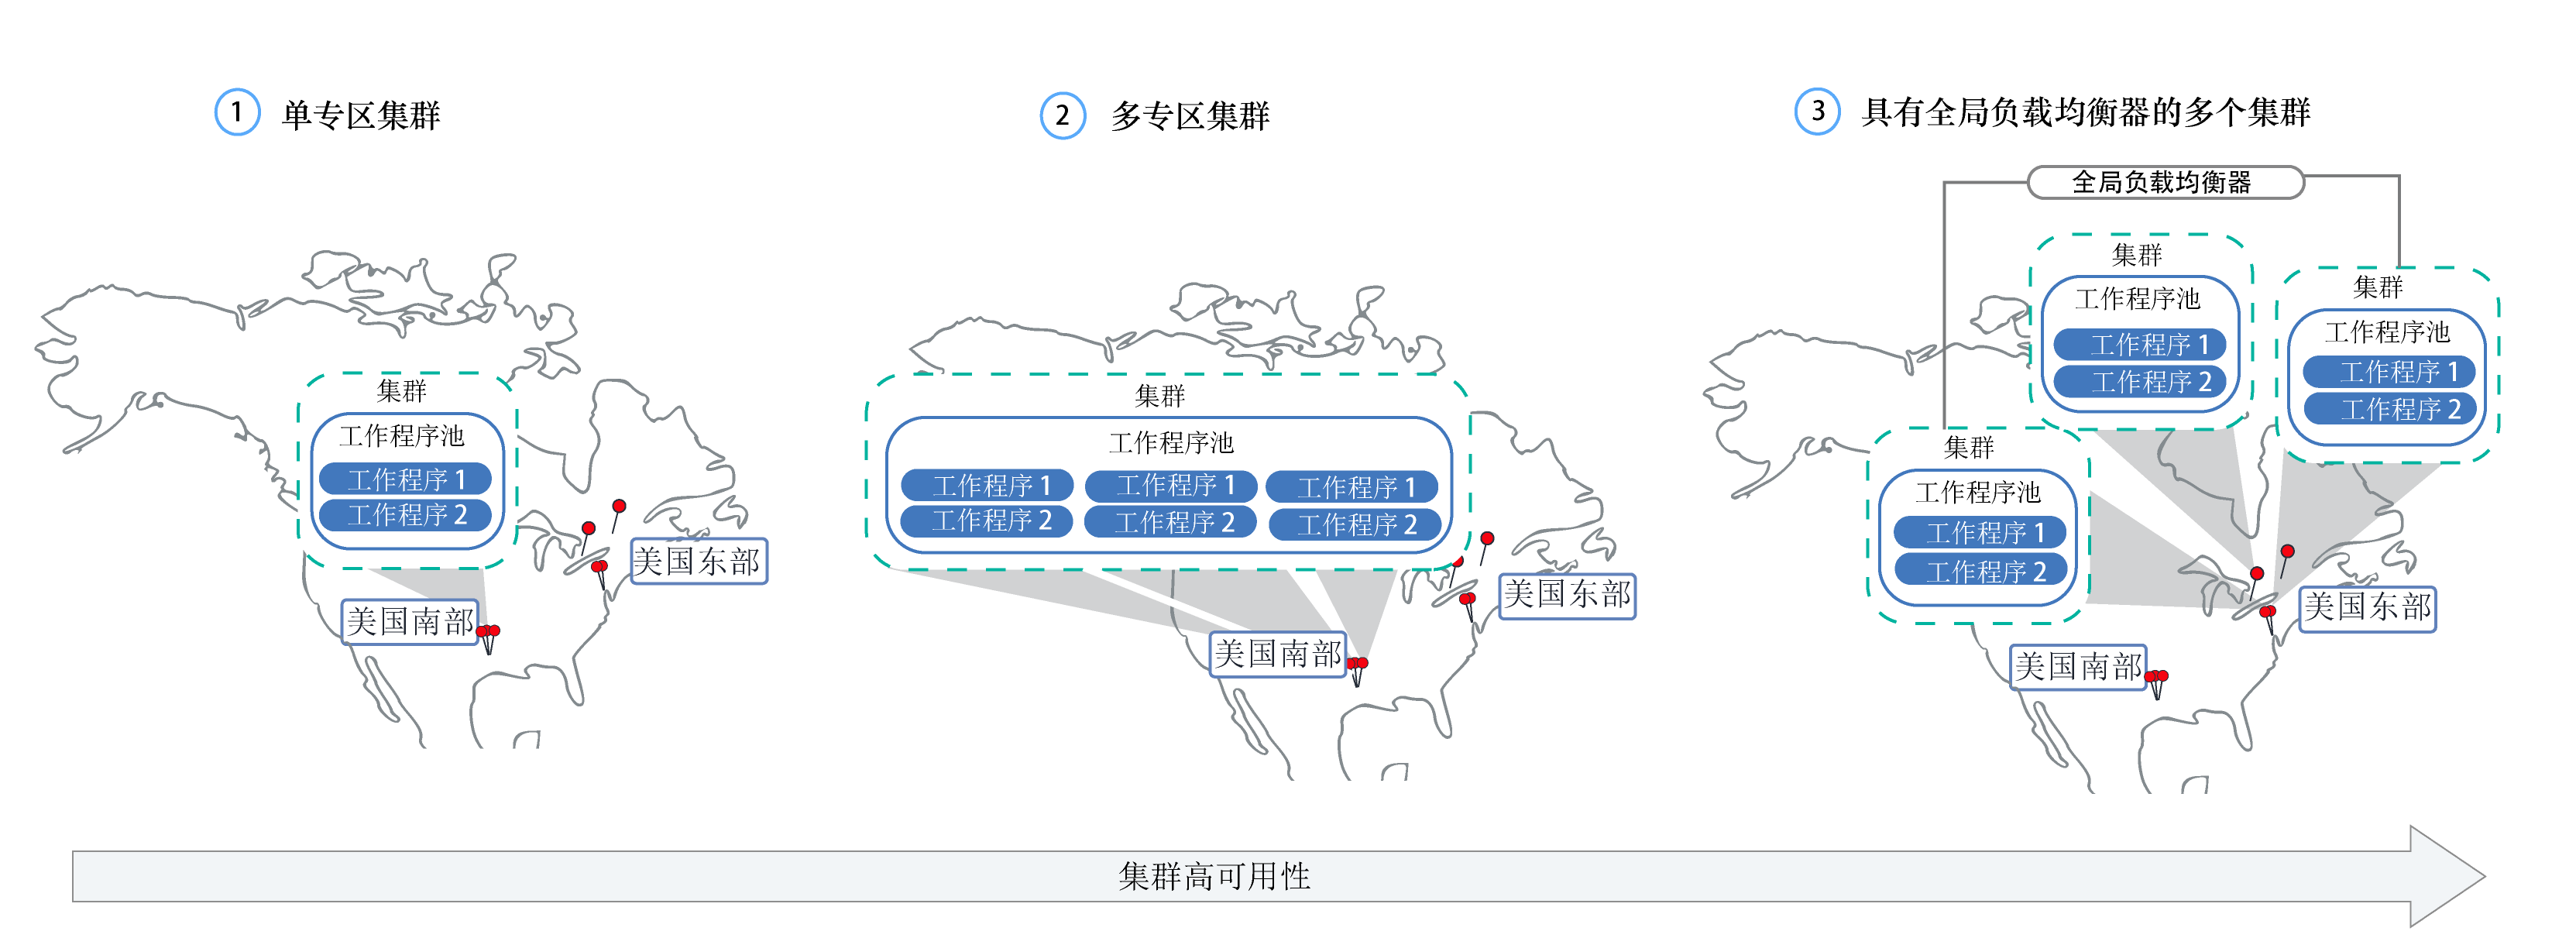 1 单专区集群
集群
工作程序池
工作程序 1
工作程序 2
美国东部
美国南部
2 多专区集群
集群
工作程序池
工作程序 1 工作程序 1 工作程序 1
工作程序 2 工作程序 2 工作程序 2
美国东部
美国南部
3 具有全局负载均衡器的多个集群
全局负载均衡器
集群
工作程序池
工作程序 1
工作程序 2
集群
工作程序池
工作程序 1
工作程序 2
集群
工作程序池
工作程序 1
工作程序 2
美国东部
美国南部
集群高可用性